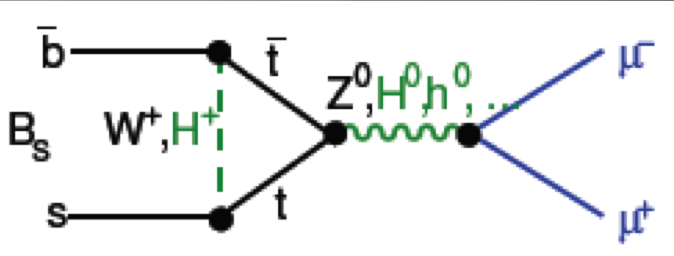 b̄
t̄
Z⁰,H⁰,h⁰,...
μ⁻
Bₛ
W⁺,H⁺
s
t
μ⁺